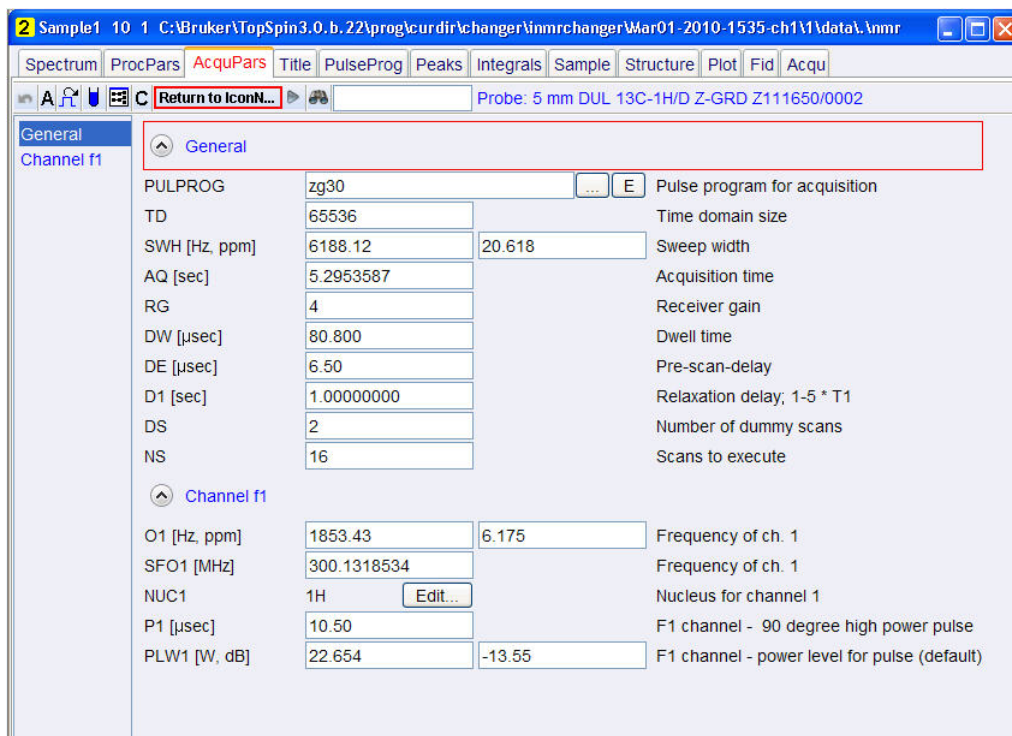 2 Sample1 10 1 C:\Bruker\TopSpin3.0.b.22\prog\curdir\changer\inmrchanger\Mar01-2010-1535-ch1\1\data\.\nmr
Spectrum ProcPars AcquPars Title PulseProg Peaks Integrals Sample Structure Plot Fid Acqu
A C Return to IconN... Probe: 5 mm DUL 13C-1H/D Z-GRD Z111650/0002
General
Channel f1
General
PULPROG zg30 ... E Pulse program for acquisition
TD 65536 Time domain size
SWH [Hz, ppm] 6188.12 20.618 Sweep width
AQ [sec] 5.2953587 Acquisition time
RG 4 Receiver gain
DW [µsec] 80.800 Dwell time
DE [µsec] 6.50 Pre-scan-delay
D1 [sec] 1.00000000 Relaxation delay; 1-5 * T1
DS 2 Number of dummy scans
NS 16 Scans to execute
Channel f1
O1 [Hz, ppm] 1853.43 6.175 Frequency of ch. 1
SFO1 [MHz] 300.1318534 Frequency of ch. 1
NUC1 1H Edit... Nucleus for channel 1
P1 [µsec] 10.50 F1 channel - 90 degree high power pulse
PLW1 [W, dB] 22.654 -13.55 F1 channel - power level for pulse (default)